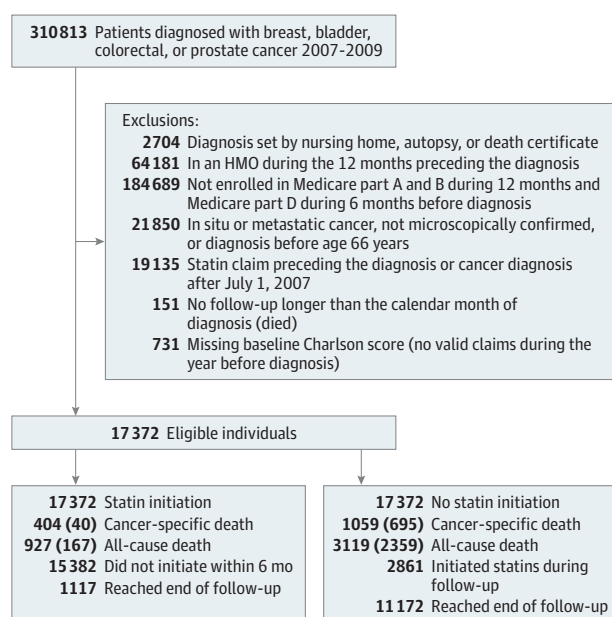 310813 Patients diagnosed with breast, bladder,
colorectal, or prostate cancer 2007-2009
Exclusions:
2704 Diagnosis set by nursing home, autopsy, or death certificate
64181 In an HMO during the 12 months preceding the diagnosis
184689 Not enrolled in Medicare part A and B during 12 months and
Medicare part D during 6 months before diagnosis
21850 In situ or metastatic cancer, not microscopically confirmed,
or diagnosis before age 66 years
19135 Statin claim preceding the diagnosis or cancer diagnosis
after July 1, 2007
151 No follow-up longer than the calendar month of
diagnosis (died)
731 Missing baseline Charlson score (no valid claims during the
year before diagnosis)
17372 Eligible individuals
17372 Statin initiation
404 (40) Cancer-specific death
927 (167) All-cause death
15382 Did not initiate within 6 mo
1117 Reached end of follow-up
17372 No statin initiation
1059 (695) Cancer-specific death
3119 (2359) All-cause death
2861 Initiated statins during
follow-up
11172 Reached end of follow-up